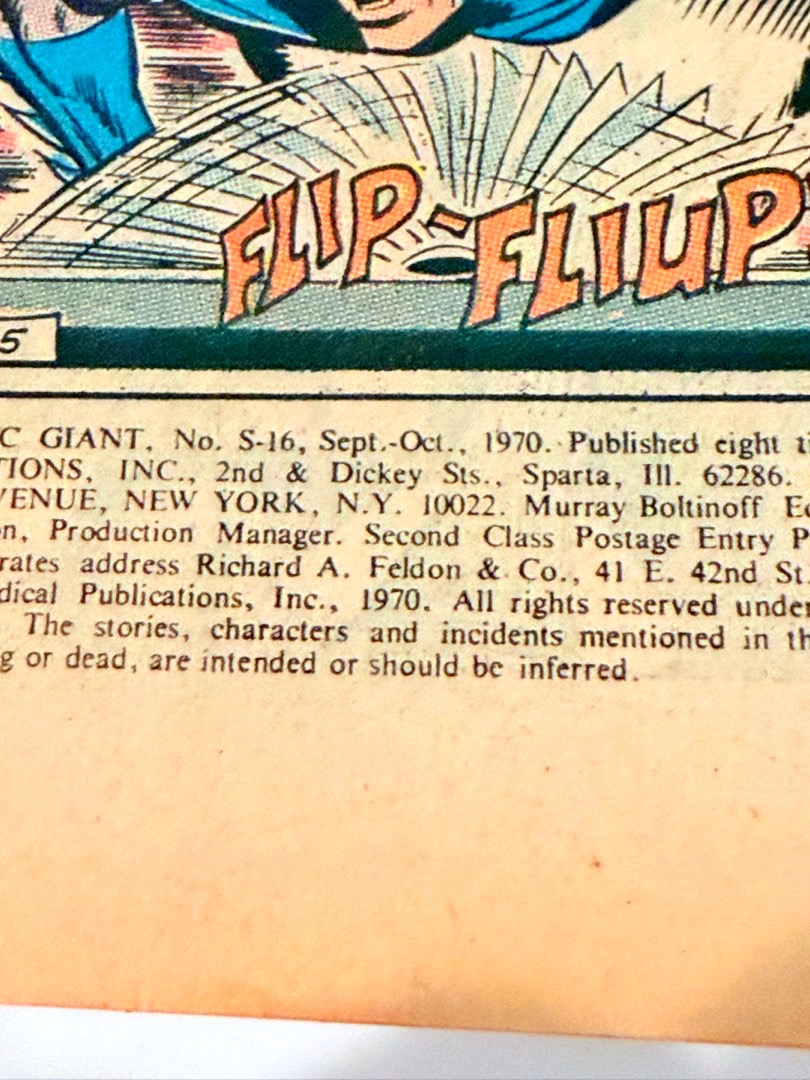 FLIP-FLIUP
5
C GIANT, No. S-16, Sept.-Oct., 1970. Published eight
TIONS, INC., 2nd & Dickey Sts., Sparta, Ill. 62286.
VENUE, NEW YORK, N.Y. 10022. Murray Boltinoff
n, Production Manager. Second Class Postage Entry P
rates address Richard A. Feldon & Co., 41 E. 42nd St.
dical Publications, Inc., 1970. All rights reserved under
The stories, characters and incidents mentioned in
g or dead, are intended or should be inferred.